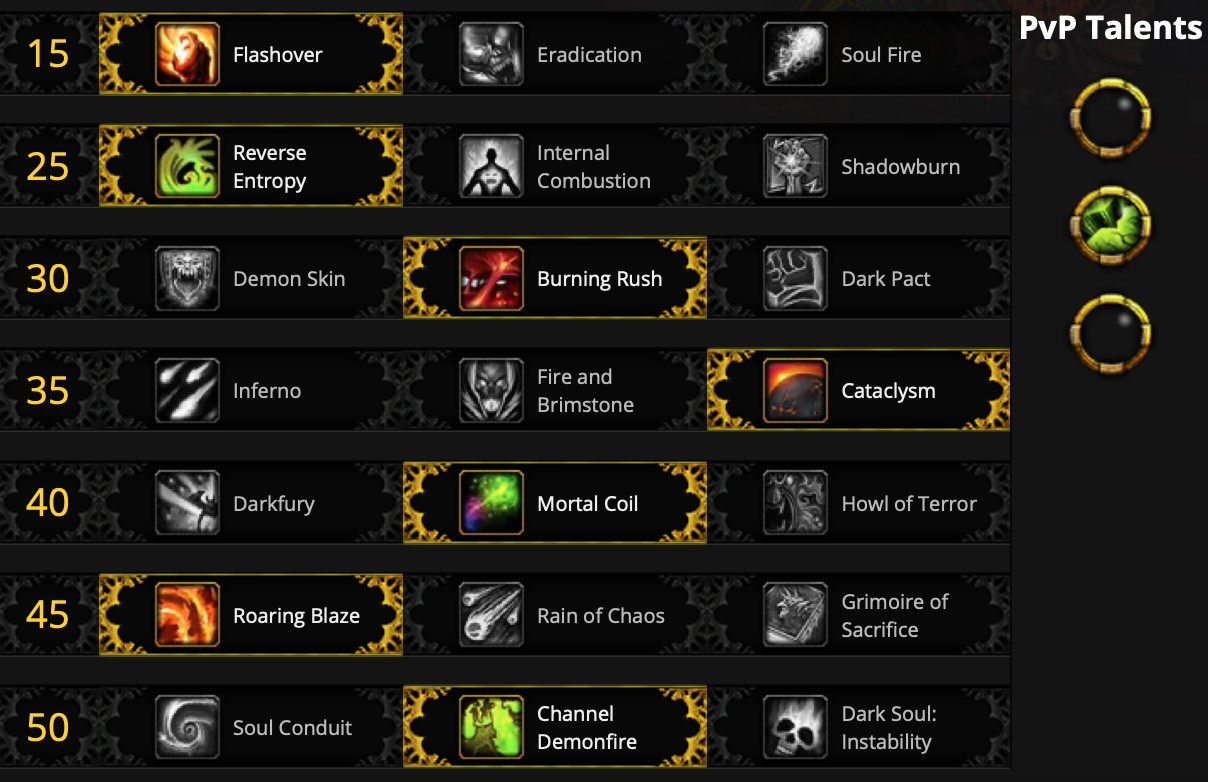 PvP Talents
15 Flashover Eradication Soul Fire
25 Reverse Entropy Internal Combustion Shadowburn
30 Demon Skin Burning Rush Dark Pact
35 Inferno Fire and Brimstone Cataclysm
40 Darkfury Mortal Coil Howl of Terror
45 Roaring Blaze Rain of Chaos Grimoire of Sacrifice
50 Soul Conduit Channel Demonfire Dark Soul: Instability